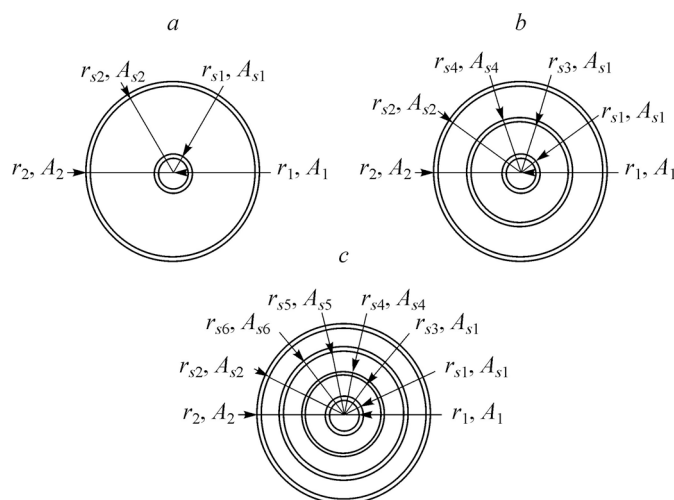 a
r_{s2}, A_{s2} r_{s1}, A_{s1}
r_2, A_2 r_1, A_1
b
r_{s4}, A_{s4} r_{s3}, A_{s1}
r_{s2}, A_{s2} r_{s1}, A_{s1}
r_2, A_2 r_1, A_1
c
r_{s5}, A_{s5} r_{s4}, A_{s4}
r_{s6}, A_{s6} r_{s3}, A_{s1}
r_{s2}, A_{s2} r_{s1}, A_{s1}
r_2, A_2 r_1, A_1